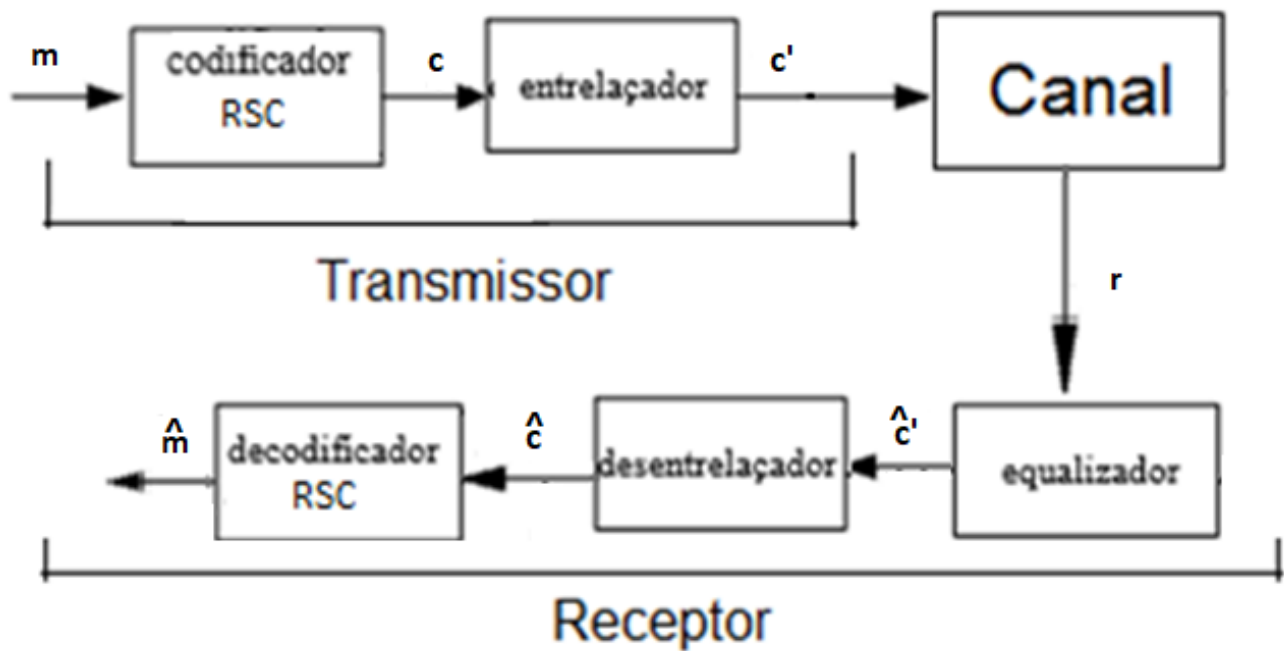 m
codificador
RSC
c
entrelaçador
c'
Canal
Transmissor
r
m̂
decodificador
RSC
ĉ
desentrelaçador
ĉ'
equalizador
Receptor